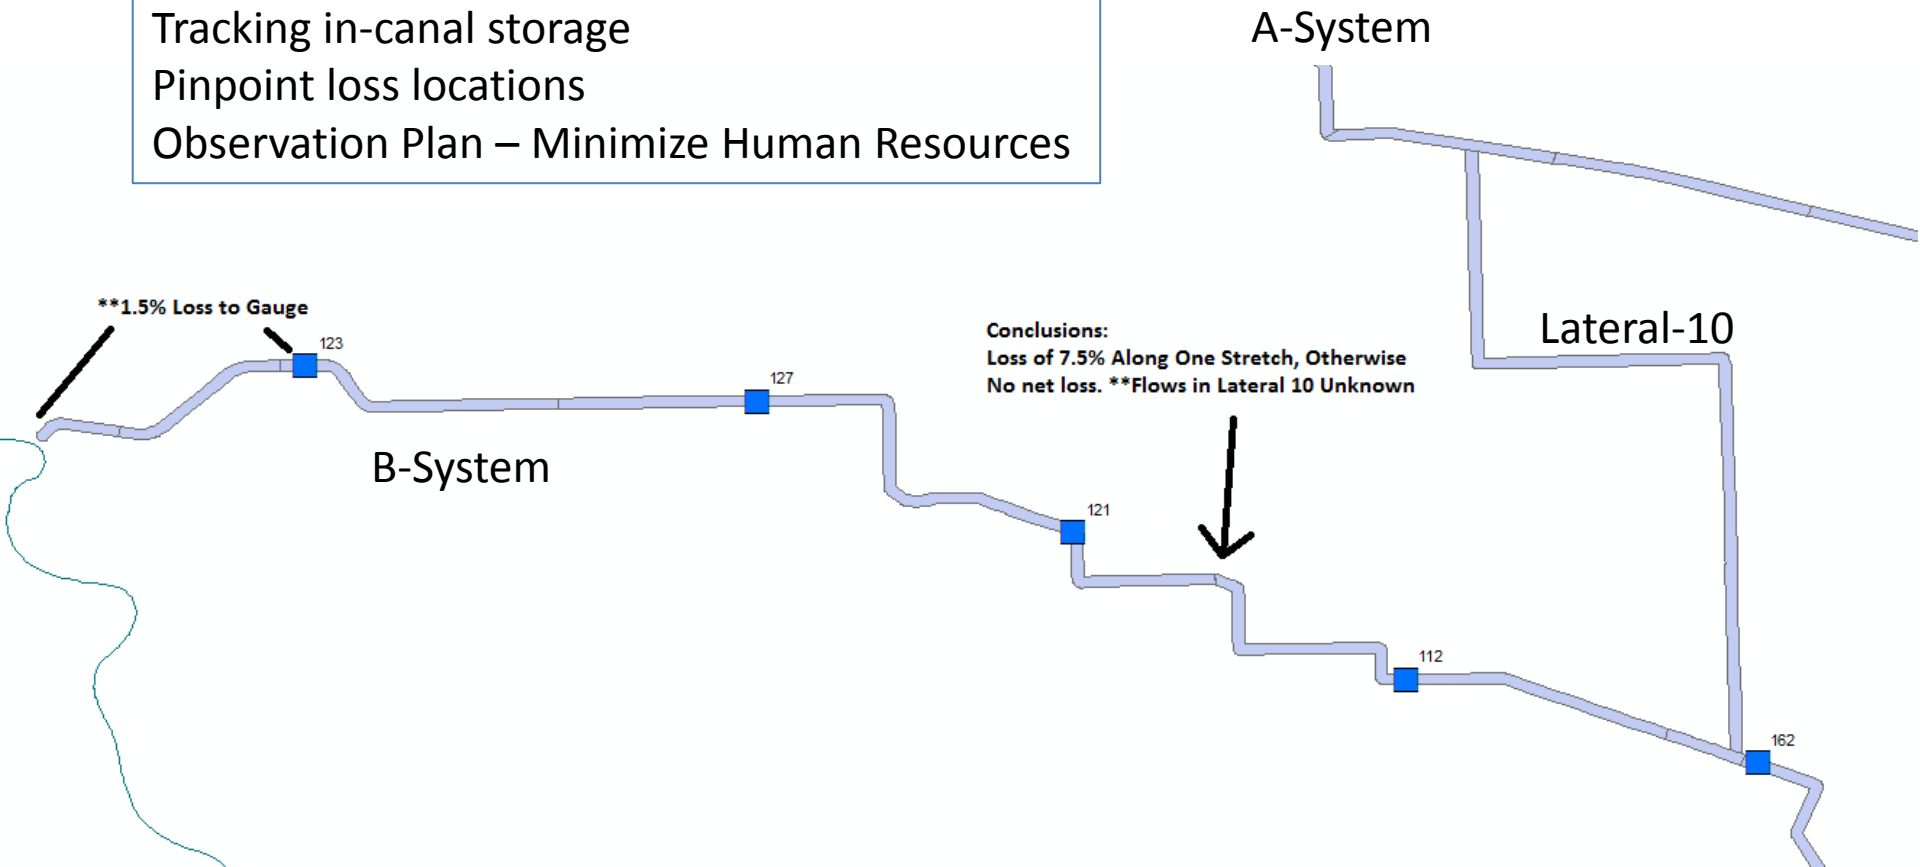 Tracking in-canal storage
Pinpoint loss locations
Observation Plan – Minimize Human Resources
A-System
**1.5% Loss to Gauge
123
127
Conclusions:
Loss of 7.5% Along One Stretch, Otherwise
No net loss. **Flows in Lateral 10 Unknown
Lateral-10
B-System
121
112
162